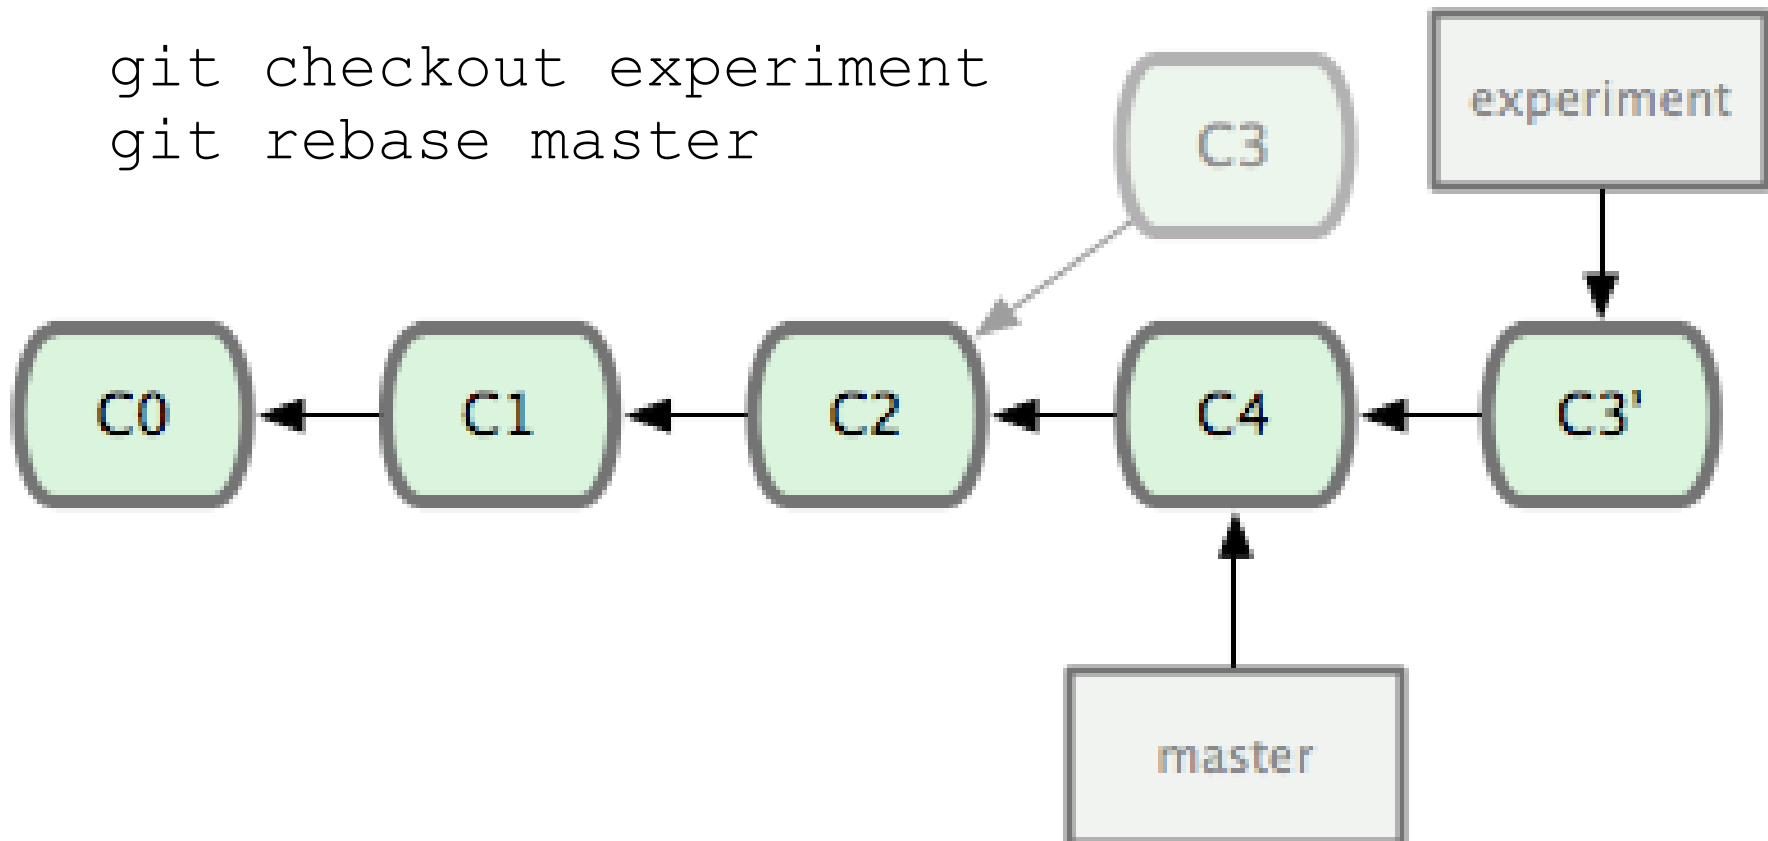 git checkout experiment
git rebase master
C3
experiment
C0
C1
C2
C4
C3'
master